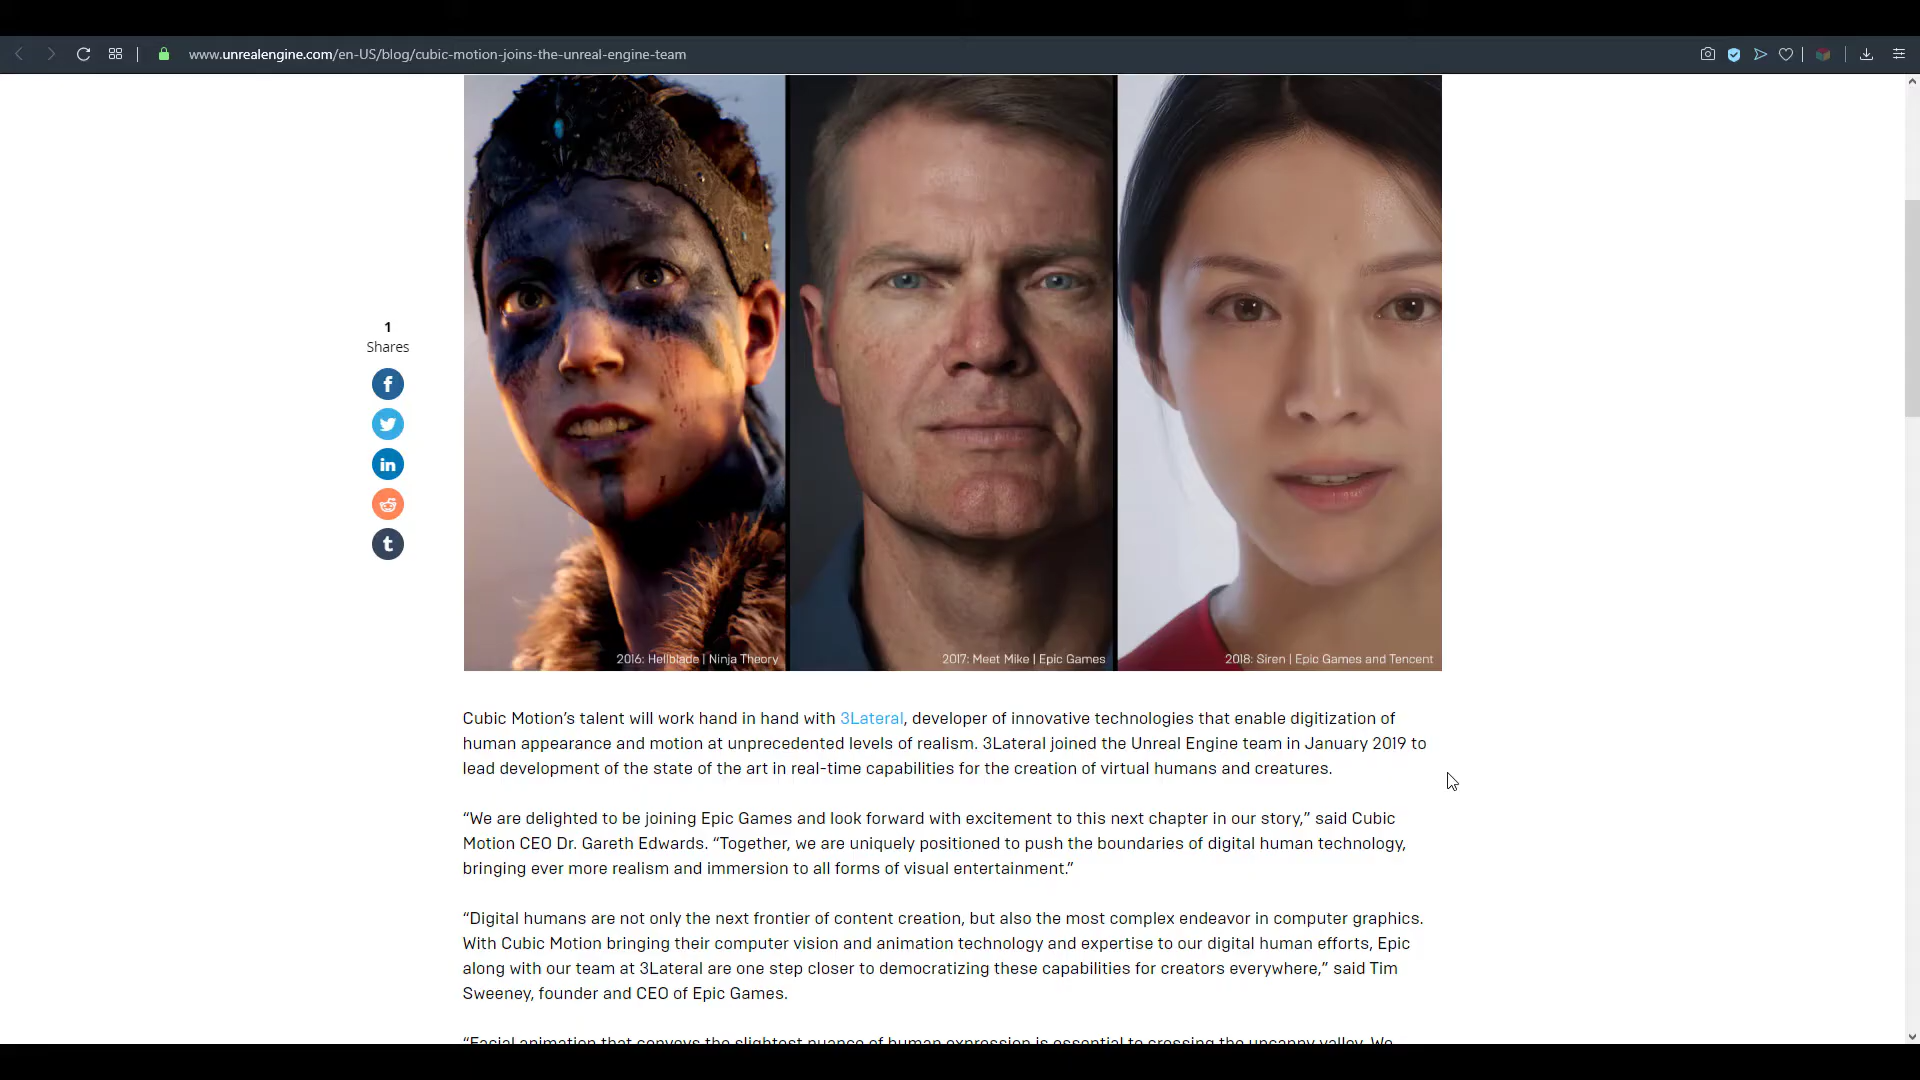 www.unrealengine.com/en-US/blog/cubic-motion-joins-the-unreal-engine-team
1
Shares
2016: Hellblade | Ninja Theory
2017: Meet Mike | Epic Games
2018: Siren | Epic Games and Tencent
Cubic Motion’s talent will work hand in hand with 3Lateral, developer of innovative technologies that enable digitization of
human appearance and motion at unprecedented levels of realism. 3Lateral joined the Unreal Engine team in January 2019 to
lead development of the state of the art in real-time capabilities for the creation of virtual humans and creatures.
“We are delighted to be joining Epic Games and look forward with excitement to this next chapter in our story,” said Cubic
Motion CEO Dr. Gareth Edwards. “Together, we are uniquely positioned to push the boundaries of digital human technology,
bringing ever more realism and immersion to all forms of visual entertainment.”
“Digital humans are not only the next frontier of content creation, but also the most complex endeavor in computer graphics.
With Cubic Motion bringing their computer vision and animation technology and expertise to our digital human efforts, Epic
along with our team at 3Lateral are one step closer to democratizing these capabilities for creators everywhere,” said Tim
Sweeney, founder and CEO of Epic Games.
“Facial animation that conveys the slightest nuance of human expression is essential to crossing the uncanny valley. We